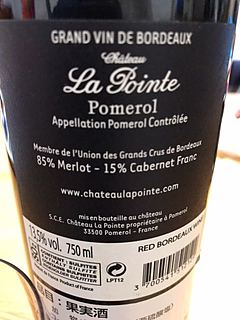 GRAND VIN DE BORDEAUX
Château
La Pointe
Pomerol
Appellation Pomerol Contrôlée
Membre de l'Union des Grands Crus de Bordeaux
85% Merlot - 15% Cabernet Franc
www.chateaulapointe.com
mis en bouteille au château
S.C.E. Château La Pointe propriétaire à Pomerol
33500 Pomerol - France
13,5% vol. 750 ml
RED BORDEAUX WINE
LPT12
Product of France
果実酒